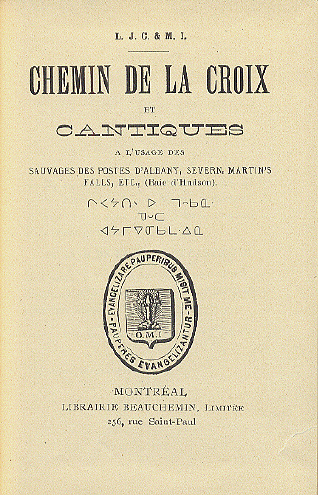 L. J. C. & M. I.
CHEMIN DE LA CROIX
ET
CANTIQUES
A L'USAGE DES
SAUVAGES DES POSTES D'ALBANY, SEVERN, MARTIN'S
FALLS, ETC., (Baie d'Hudson).
EVANGELIZARE PAUPERIBUS MISIT ME
PAUPERES EVANGELIZANTUR
O. M. I.
MONTRÉAL
LIBRAIRIE BEAUCHEMIN, LIMITÉE
256, rue Saint-Paul